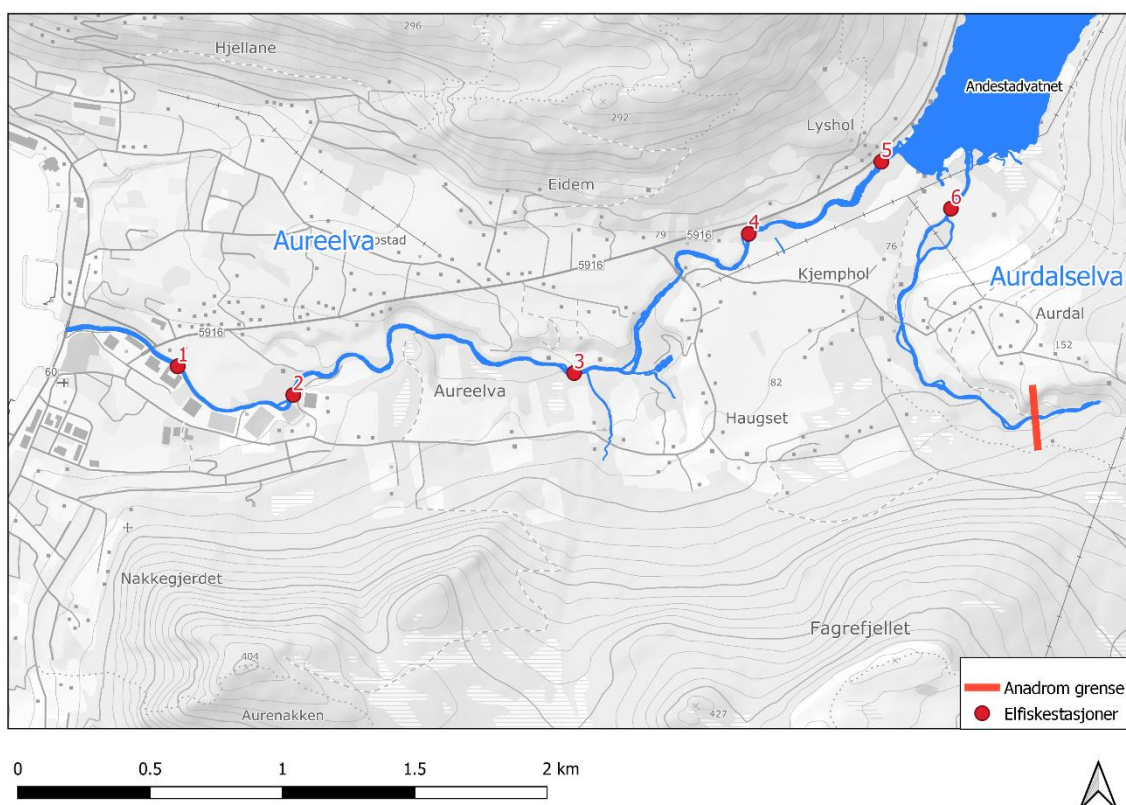 296
Hjellane
Andestadvatnet
292
Lyshol
5
Eidem
6
4
Aureelva
ostad
79
5916
76
5916
Kjemphol
Aurdalselva
Aurdal
5916
1
152
3
60
2
Aureelva
82
Haugset
Nakkegjerdet
Fagrefjellet
404
Aurenakken
427
Anadrom grense
Elfiskestasjoner
0
0.5
1
1.5
2 km